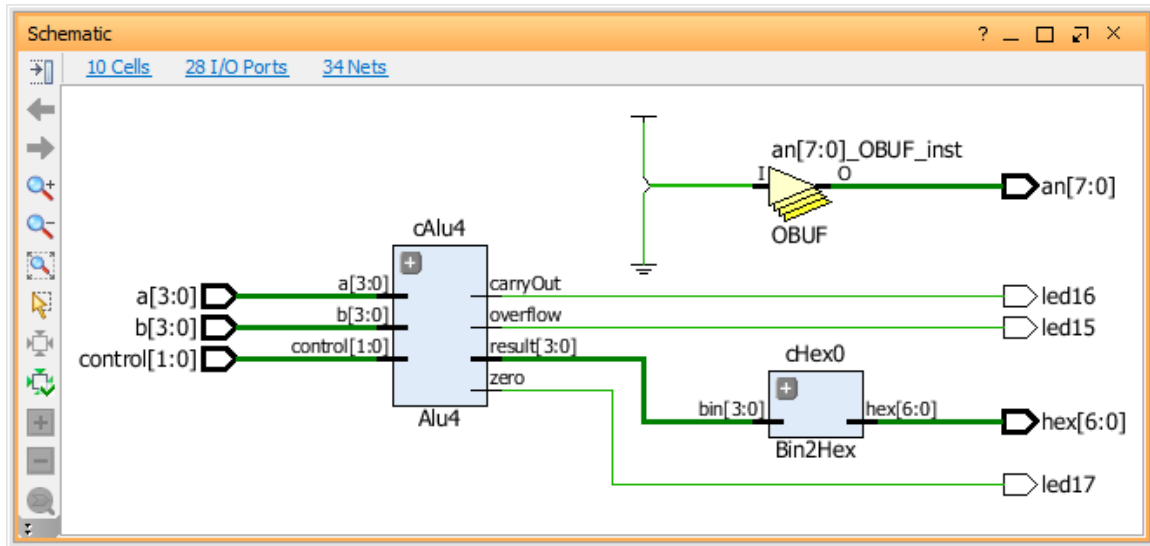 Schematic
10 Cells 28 I/O Ports 34 Nets
an[7:0]_OBUF_inst
I O
an[7:0]
OBUF
cAlu4
a[3:0] a[3:0] carryOut led16
b[3:0] b[3:0] overflow led15
control[1:0] control[1:0] result[3:0]
zero
Alu4
cHex0
bin[3:0] hex[6:0] hex[6:0]
Bin2Hex
led17